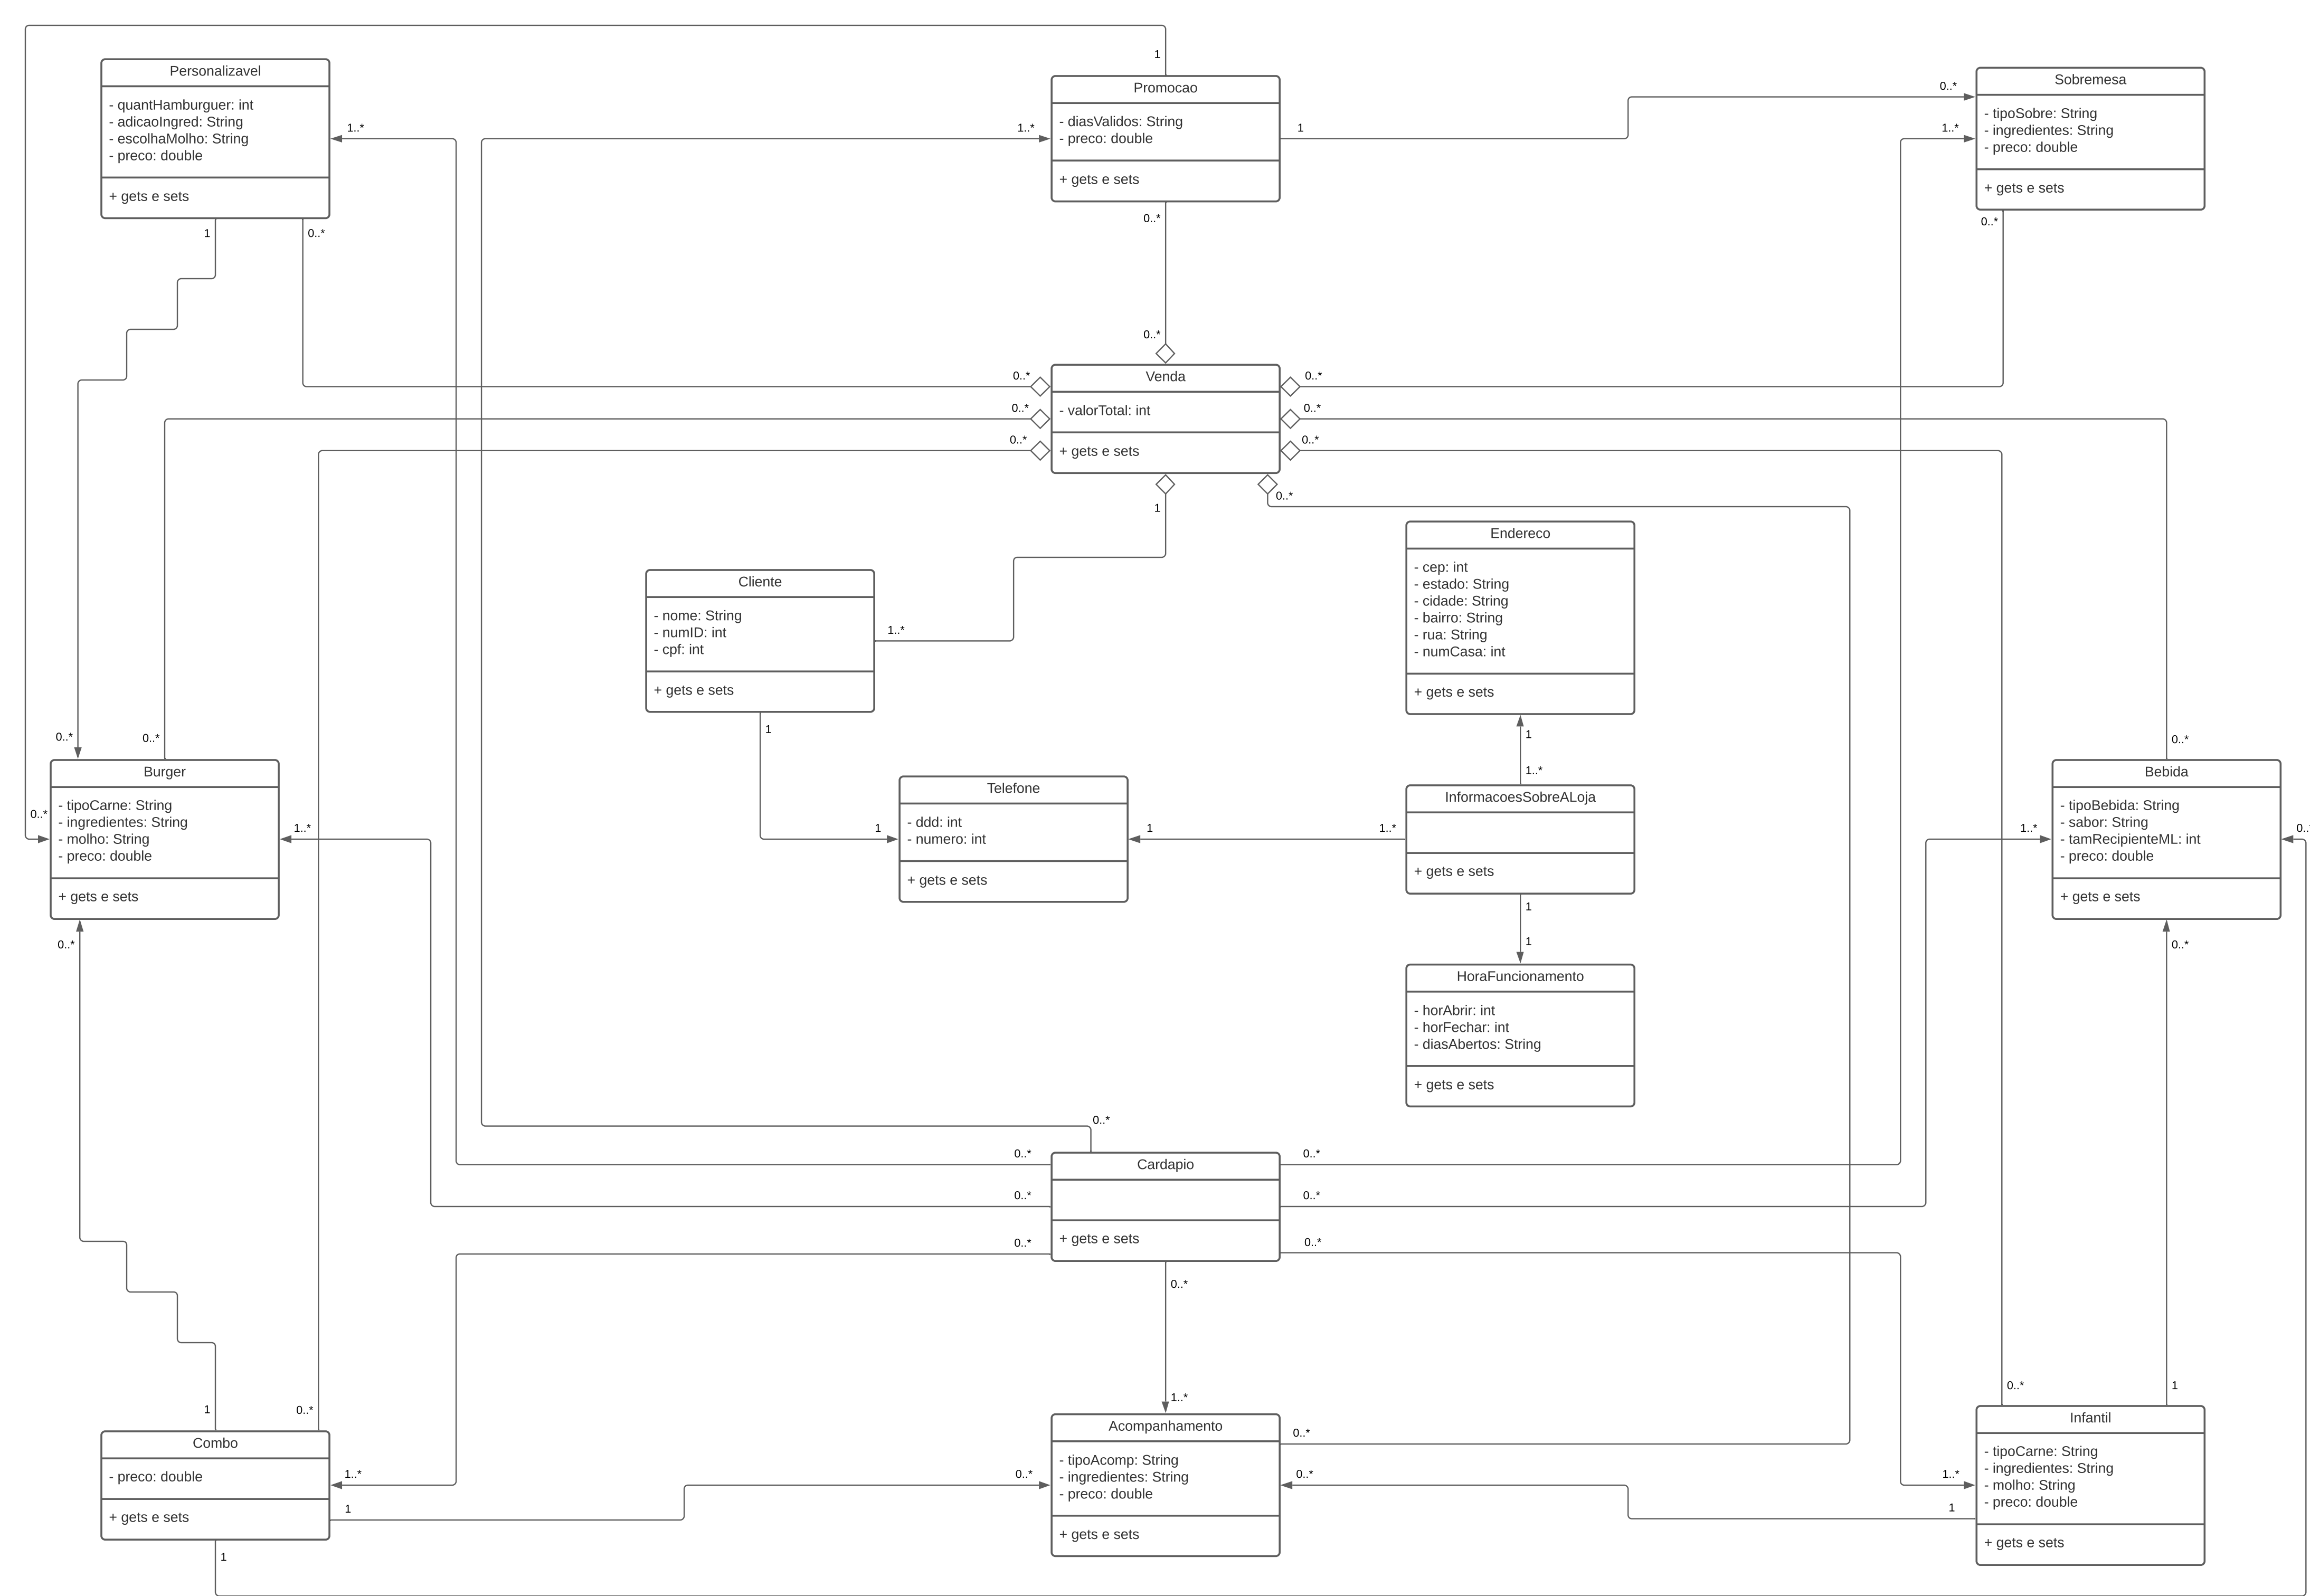 1
Personalizavel
- quantHamburguer: int
- adicaoIngred: String
- escolhaMolho: String
- preco: double
+ gets e sets
1..*
1
0..*
Promocao
- diasValidos: String
- preco: double
+ gets e sets
1..*
1
0..*
Sobremesa
- tipoSobre: String
- ingredientes: String
- preco: double
+ gets e sets
0..*
1..*
0..*
0..*
Venda
- valorTotal: int
+ gets e sets
0..*
0..*
0..*
0..*
0..*
0..*
1
0..*
Cliente
- nome: String
- numID: int
- cpf: int
+ gets e sets
1..*
1
Endereco
- cep: int
- estado: String
- cidade: String
- bairro: String
- rua: String
- numCasa: int
+ gets e sets
1
1..*
0..*
0..*
0..*
Burger
- tipoCarne: String
- ingredientes: String
- molho: String
- preco: double
+ gets e sets
1..*
0..*
Telefone
- ddd: int
- numero: int
+ gets e sets
1
1
1..*
InformacoesSobreALoja
+ gets e sets
1
1
HoraFuncionamento
- horAbrir: int
- horFechar: int
- diasAbertos: String
+ gets e sets
0..*
Bebida
- tipoBebida: String
- sabor: String
- tamRecipienteML: int
- preco: double
+ gets e sets
1..*
0..
0..*
0..*
0..*
0..*
0..*
Cardapio
+ gets e sets
0..*
0..*
0..*
0..*
1..*
1
0..*
Combo
- preco: double
+ gets e sets
1..*
1
1
Acompanhamento
- tipoAcomp: String
- ingredientes: String
- preco: double
+ gets e sets
0..*
0..*
0..*
0..*
1
Infantil
- tipoCarne: String
- ingredientes: String
- molho: String
- preco: double
+ gets e sets
1..*
1